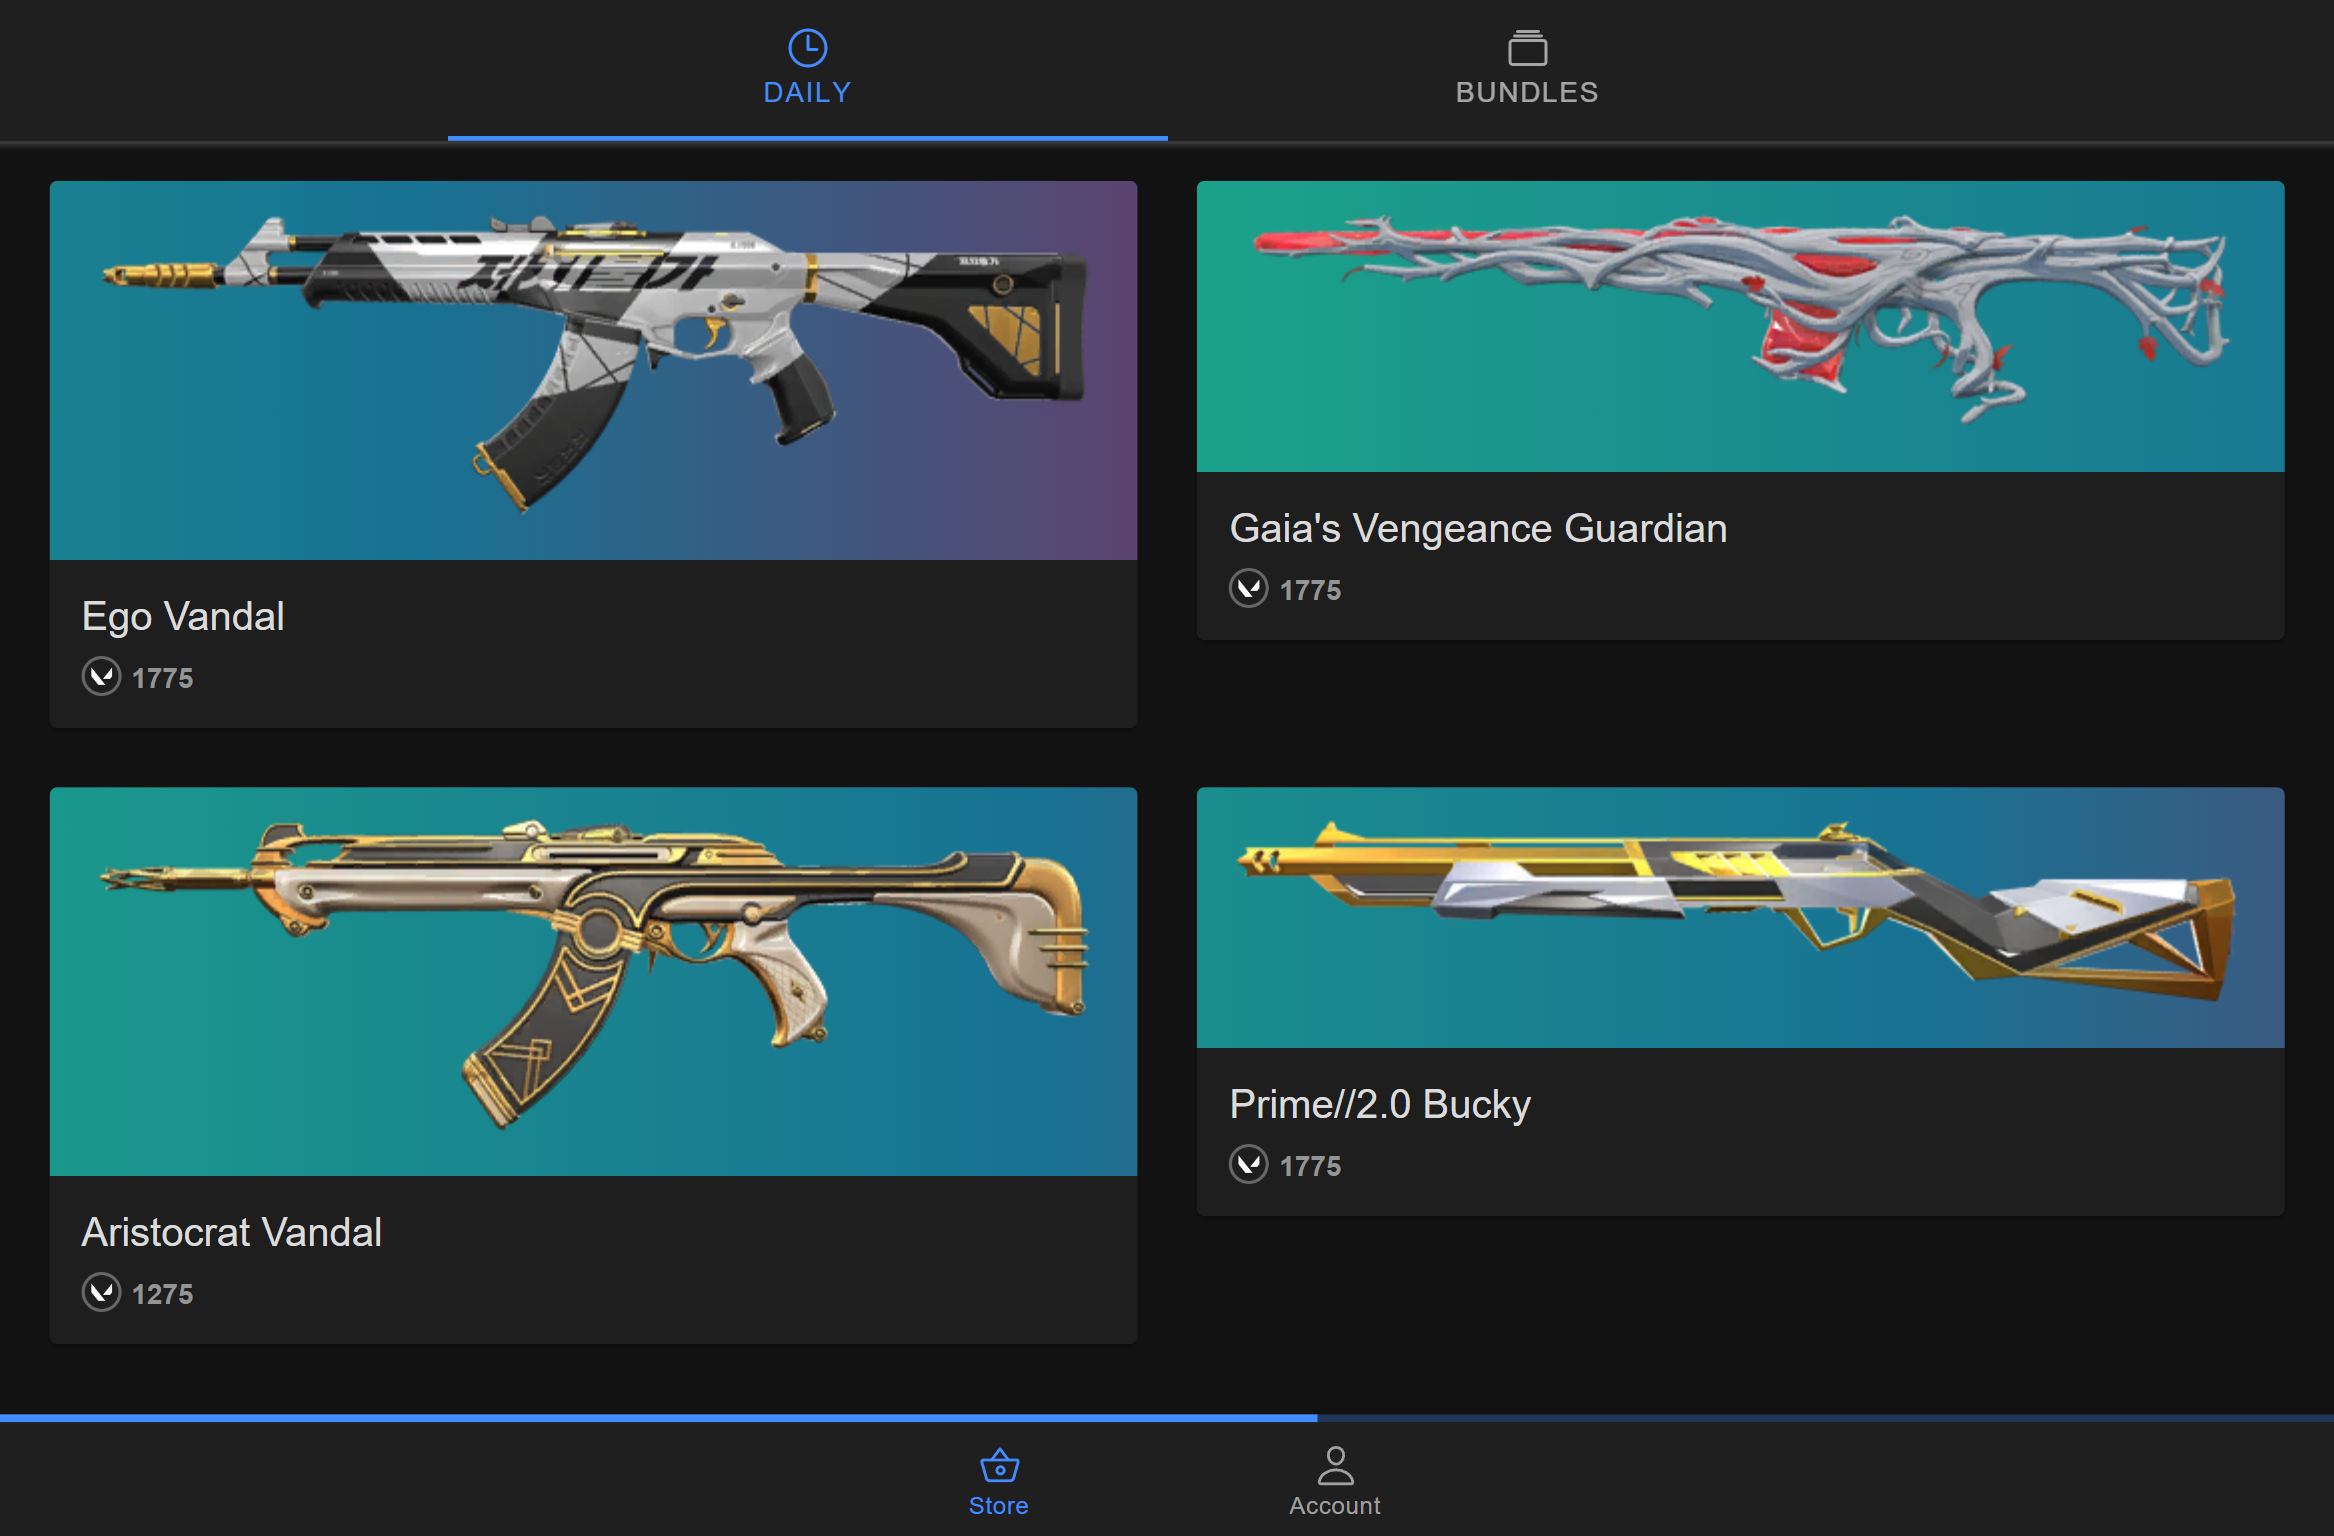 DAILY
BUNDLES
Ego Vandal
1775
Gaia's Vengeance Guardian
1775
Aristocrat Vandal
1275
Prime//2.0 Bucky
1775
Store
Account